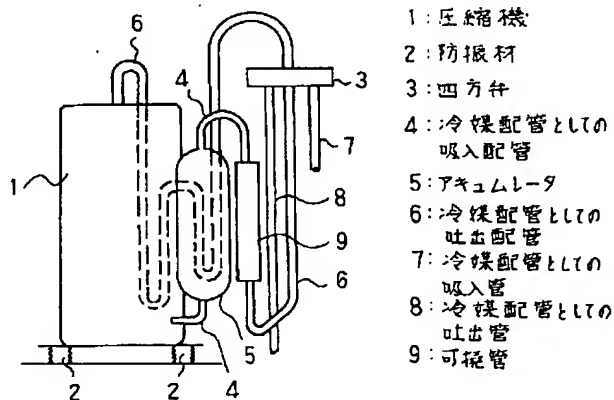 6
4
3
1
7
8
9
6
5
2
2
4
1:圧縮機
2:防振材
3:四方弁
4:冷媒配管としての
吸入配管
5:アキュムレータ
6:冷媒配管としての
吐出配管
7:冷媒配管としての
吸入管
8:冷媒配管としての
吐出管
9:可撓管